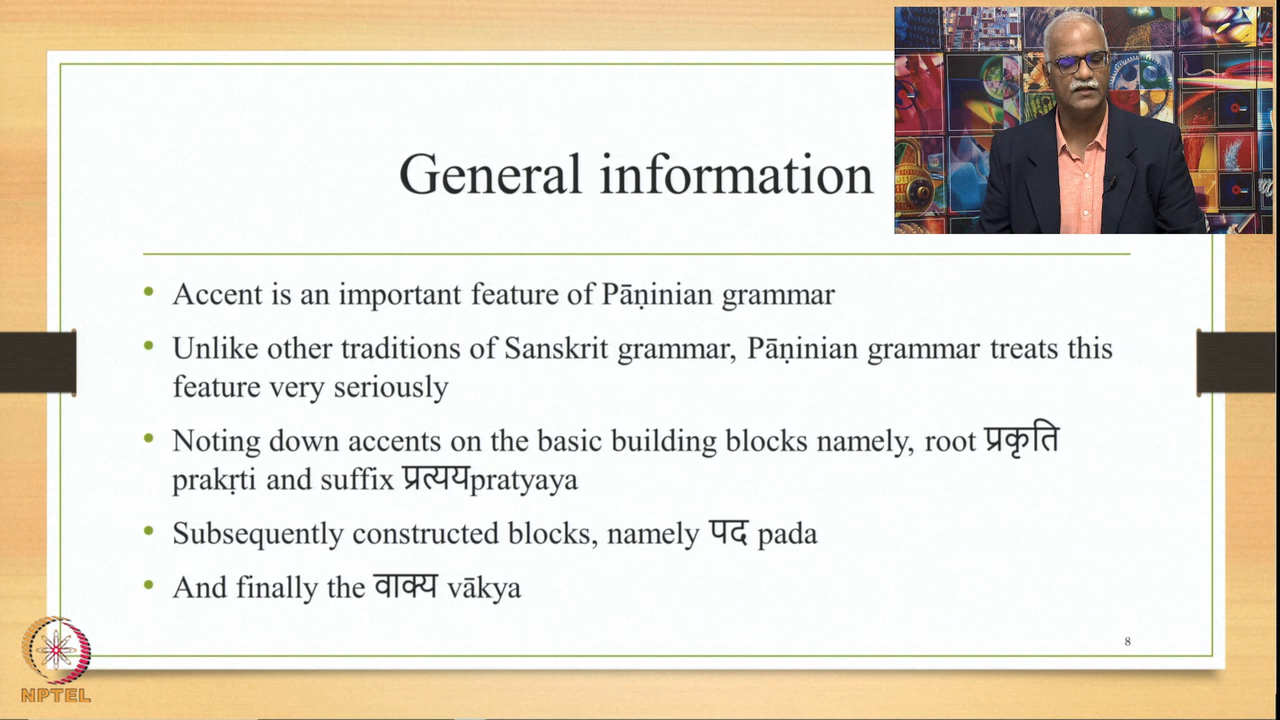 General information
Accent is an important feature of Pāṇinian grammar
Unlike other traditions of Sanskrit grammar, Pāṇinian grammar treats this
feature very seriously
Noting down accents on the basic building blocks namely, root प्रकृति
prakṛti and suffix प्रत्ययpratyaya
Subsequently constructed blocks, namely पद pada
And finally the वाक्य vākya
8
NPTEL